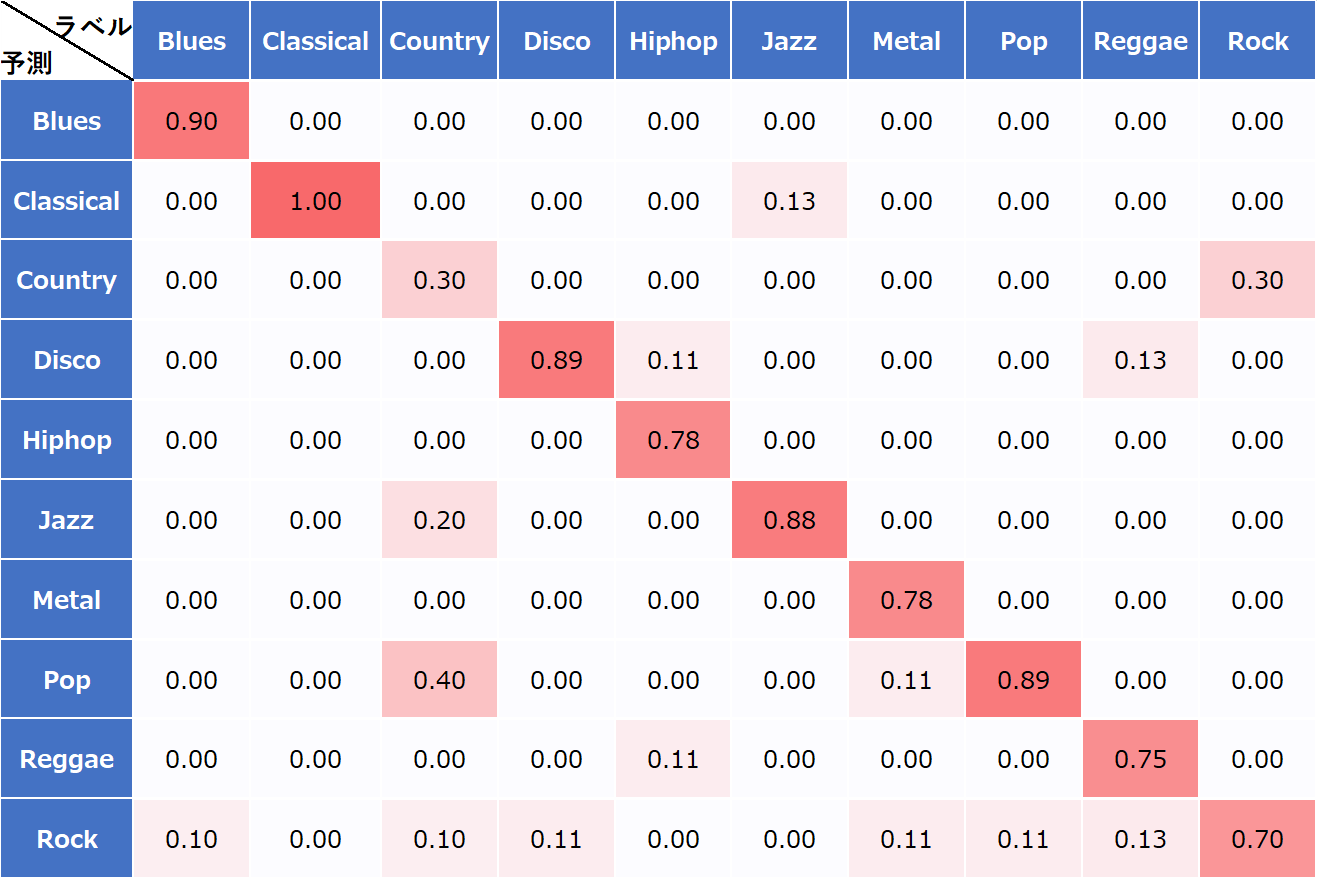 ラベル
予測
Blues Classical Country Disco Hiphop Jazz Metal Pop Reggae Rock
Blues 0.90 0.00 0.00 0.00 0.00 0.00 0.00 0.00 0.00 0.00
Classical 0.00 1.00 0.00 0.00 0.00 0.13 0.00 0.00 0.00 0.00
Country 0.00 0.00 0.30 0.00 0.00 0.00 0.00 0.00 0.00 0.30
Disco 0.00 0.00 0.00 0.89 0.11 0.00 0.00 0.00 0.13 0.00
Hiphop 0.00 0.00 0.00 0.00 0.78 0.00 0.00 0.00 0.00 0.00
Jazz 0.00 0.00 0.20 0.00 0.00 0.88 0.00 0.00 0.00 0.00
Metal 0.00 0.00 0.00 0.00 0.00 0.00 0.78 0.00 0.00 0.00
Pop 0.00 0.00 0.40 0.00 0.00 0.00 0.11 0.89 0.00 0.00
Reggae 0.00 0.00 0.00 0.00 0.11 0.00 0.00 0.00 0.75 0.00
Rock 0.10 0.00 0.10 0.11 0.00 0.00 0.11 0.11 0.13 0.70